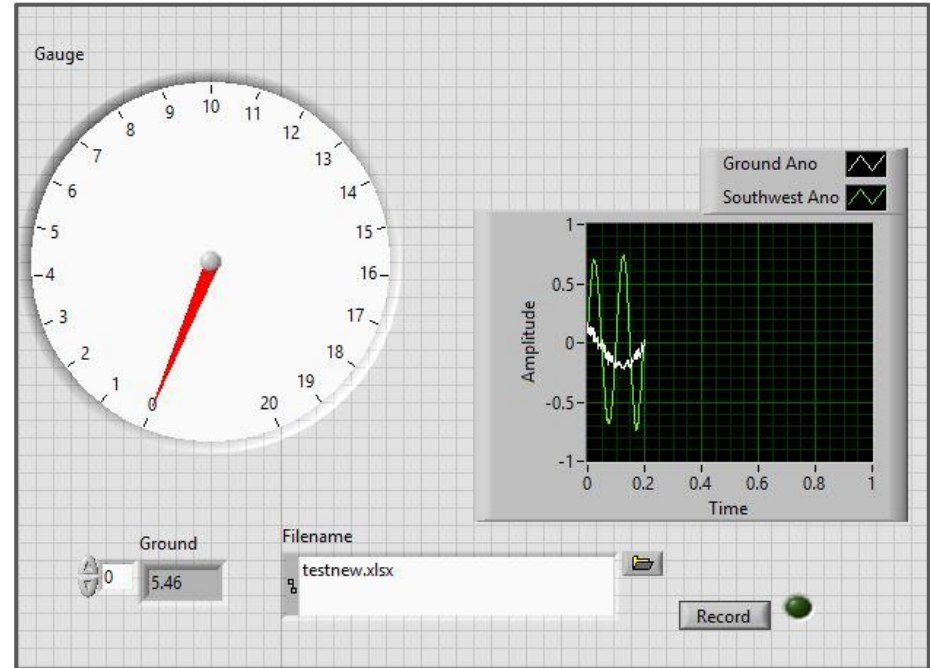 Gauge
0
1
2
3
4
5
6
7
8
9
10
11
12
13
14
15
16
17
18
19
20
Ground Ano
Southwest Ano
Amplitude
1
0.5
0
-0.5
-1
0 0.2 0.4 0.6 0.8 1
Time
Ground
0
5.46
Filename
testnew.xlsx
Record